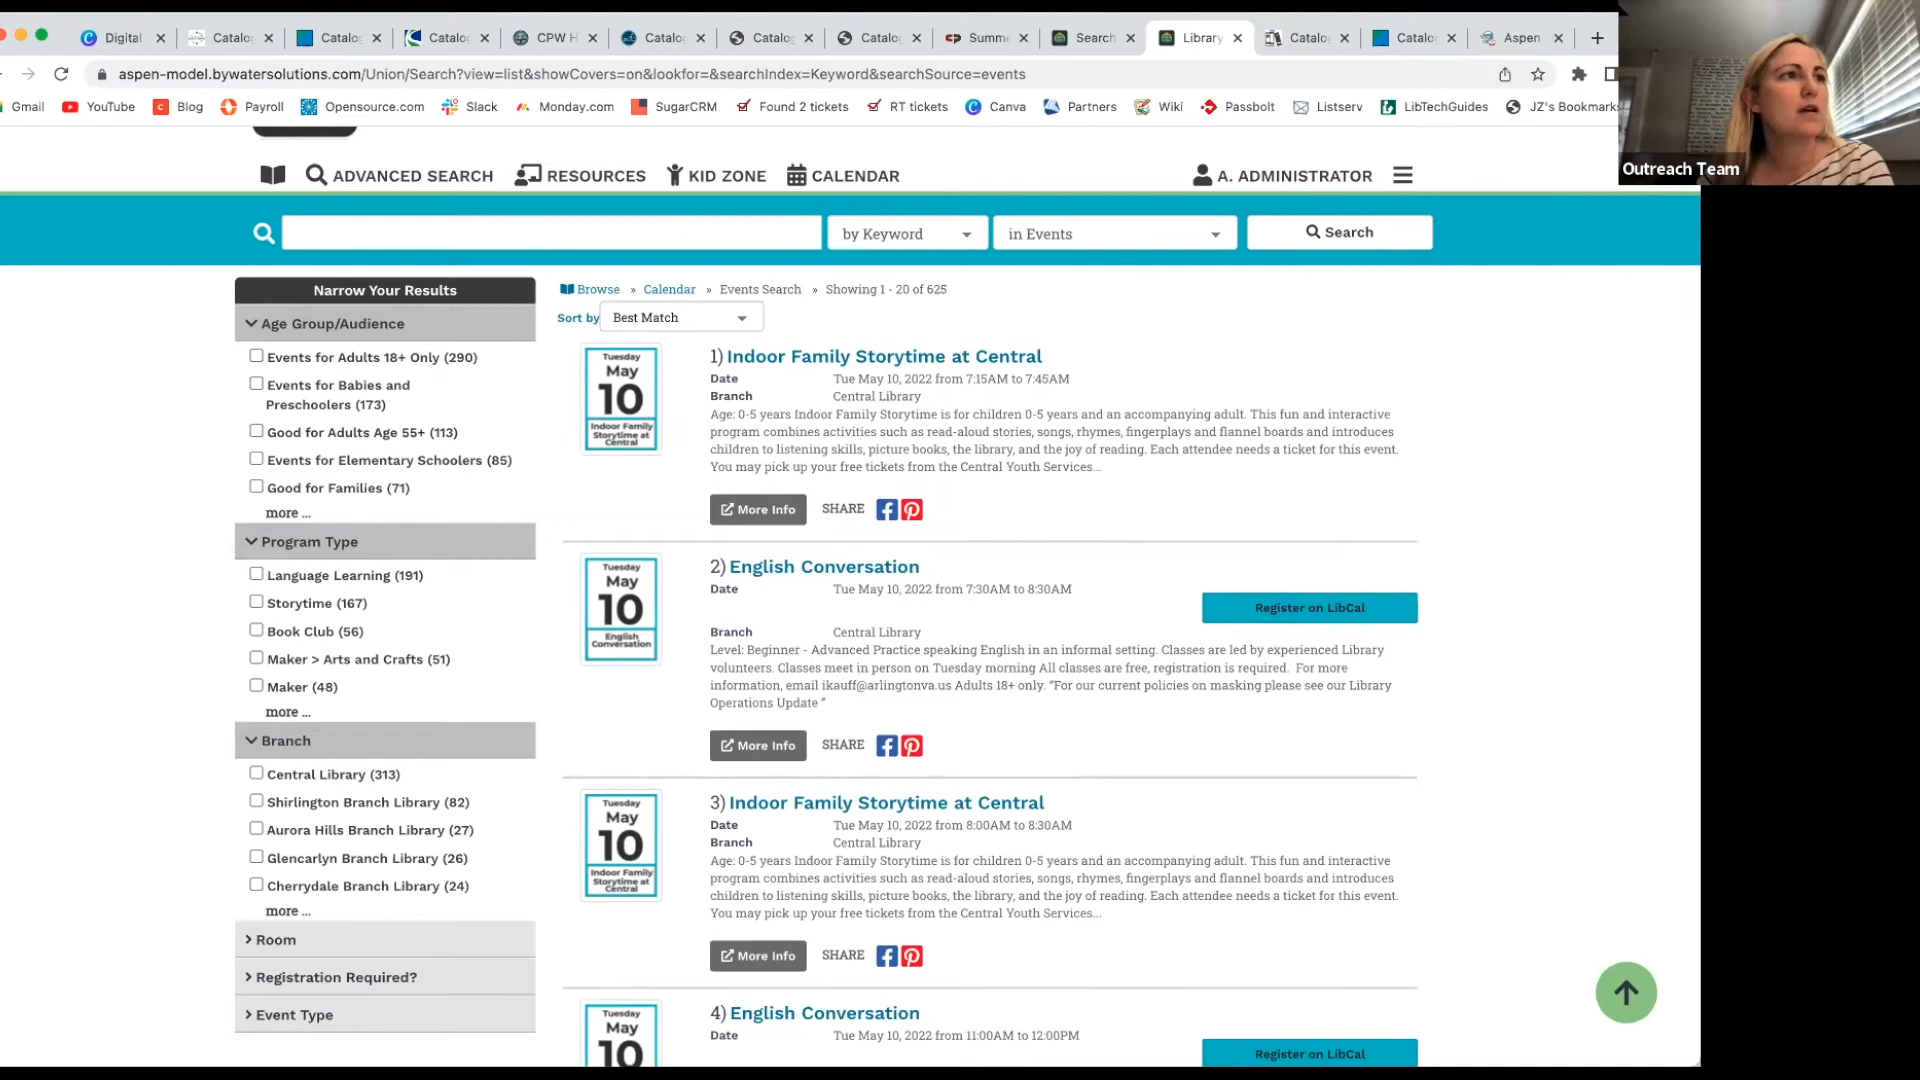 Digital
Catalo
Catalo
Catalo
CPW H
Catalo
Catalo
Catalo
Summe
Search
Library
Catalo
Catalo
Aspen
aspen-model.bywatersolutions.com/Union/Search?view=list&showCovers=on&lookfor=&searchIndex=Keyword&searchSource=events
Gmail
YouTube
Blog
Payroll
Opensource.com
Slack
Monday.com
SugarCRM
Found 2 tickets
RT tickets
Canva
Partners
Wiki
Passbolt
Listserv
LibTechGuides
JZ's Bookmark
Outreach Team
ADVANCED SEARCH
RESOURCES
KID ZONE
CALENDAR
A. ADMINISTRATOR
by Keyword
in Events
Search
Narrow Your Results
Age Group/Audience
Events for Adults 18+ Only (290)
Events for Babies and
Preschoolers (173)
Good for Adults Age 55+ (113)
Events for Elementary Schoolers (85)
Good for Families (71)
more ...
Program Type
Language Learning (191)
Storytime (167)
Book Club (56)
Maker > Arts and Crafts (51)
Maker (48)
more ...
Branch
Central Library (313)
Shirlington Branch Library (82)
Aurora Hills Branch Library (27)
Glencarlyn Branch Library (26)
Cherrydale Branch Library (24)
more ...
Room
Registration Required?
Event Type
Browse » Calendar » Events Search » Showing 1 - 20 of 625
Sort by Best Match
Tuesday
May
10
Indoor Family
Storytime at
Central
1) Indoor Family Storytime at Central
Date Tue May 10, 2022 from 7:15AM to 7:45AM
Branch Central Library
Age: 0-5 years Indoor Family Storytime is for children 0-5 years and an accompanying adult. This fun and interactive
program combines activities such as read-aloud stories, songs, rhymes, fingerplays and flannel boards and introduces
children to listening skills, picture books, the library, and the joy of reading. Each attendee needs a ticket for this event.
You may pick up your free tickets from the Central Youth Services...
More Info SHARE
Tuesday
May
10
English
Conversation
2) English Conversation
Date Tue May 10, 2022 from 7:30AM to 8:30AM
Register on LibCal
Branch Central Library
Level: Beginner - Advanced Practice speaking English in an informal setting. Classes are led by experienced Library
volunteers. Classes meet in person on Tuesday morning All classes are free, registration is required. For more
information, email ikauff@arlingtonva.us Adults 18+ only. "For our current policies on masking please see our Library
Operations Update "
More Info SHARE
Tuesday
May
10
Indoor Family
Storytime at
Central
3) Indoor Family Storytime at Central
Date Tue May 10, 2022 from 8:00AM to 8:30AM
Branch Central Library
Age: 0-5 years Indoor Family Storytime is for children 0-5 years and an accompanying adult. This fun and interactive
program combines activities such as read-aloud stories, songs, rhymes, fingerplays and flannel boards and introduces
children to listening skills, picture books, the library, and the joy of reading. Each attendee needs a ticket for this event.
You may pick up your free tickets from the Central Youth Services...
More Info SHARE
Tuesday
May
10
4) English Conversation
Date Tue May 10, 2022 from 11:00AM to 12:00PM
Register on LibCal